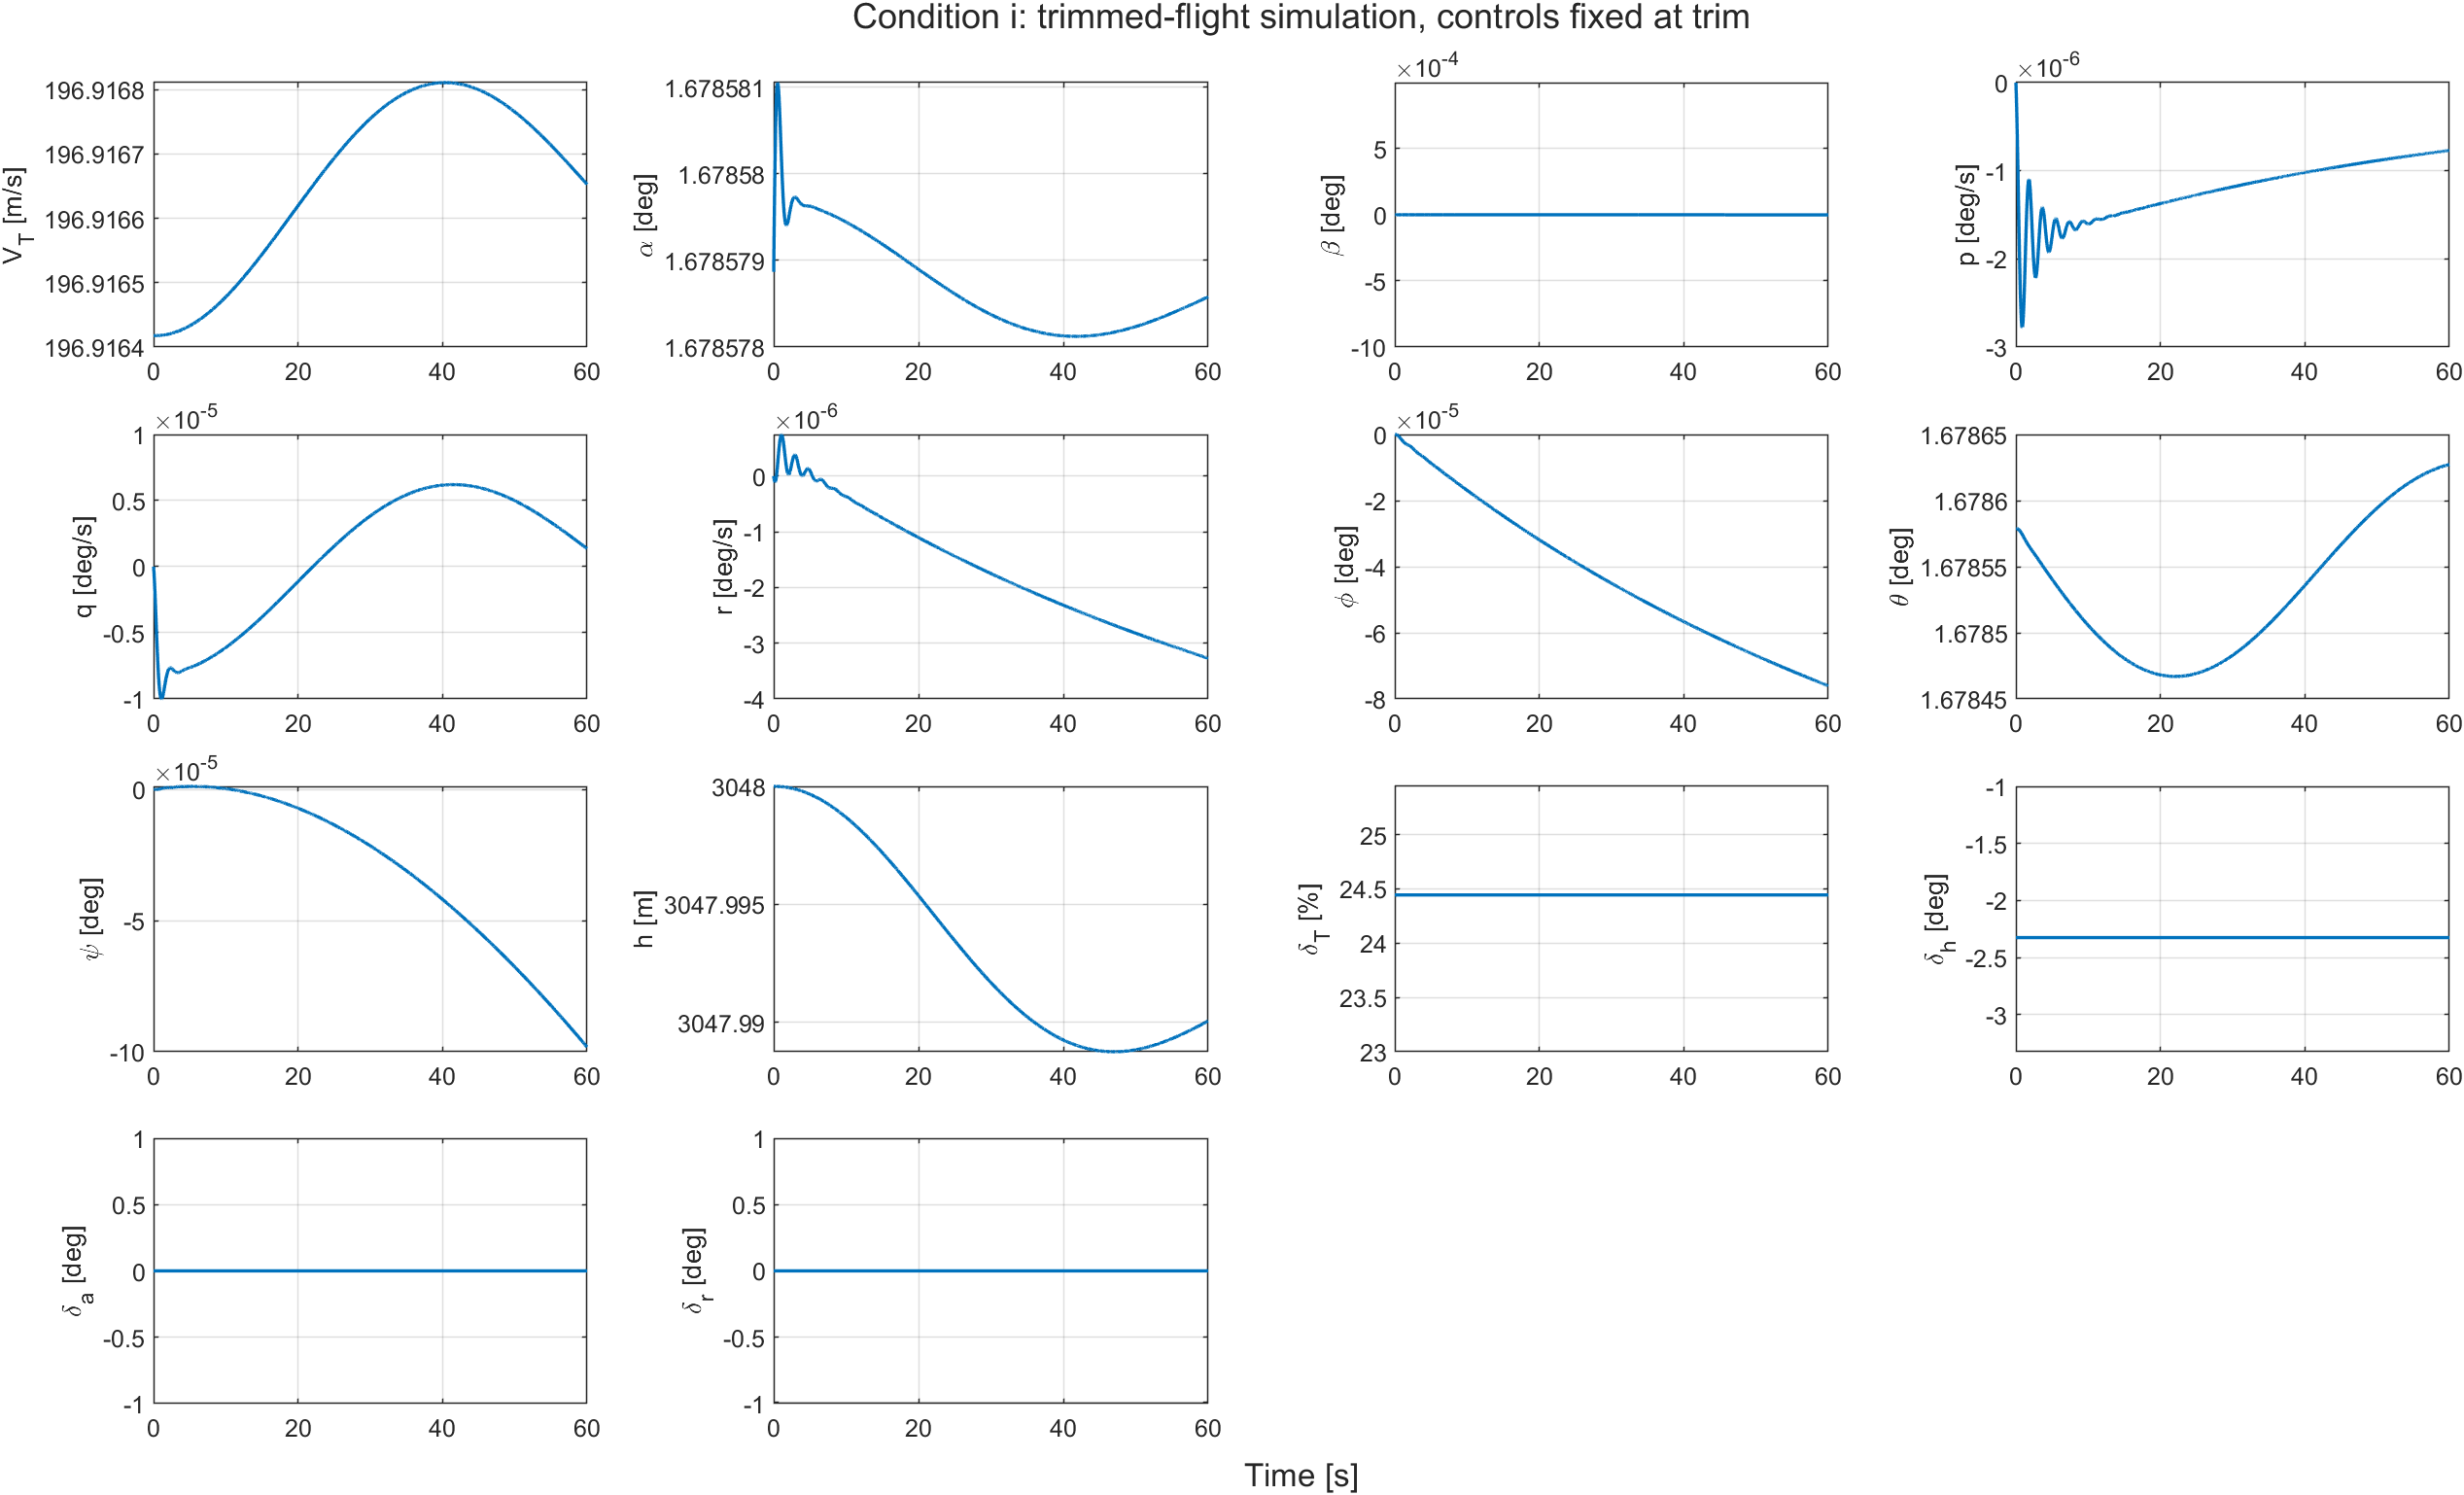 Condition i: trimmed-flight simulation, controls fixed at trim
V_T [m/s]
196.9168
196.9167
196.9166
196.9165
196.9164
0 20 40 60
α [deg]
1.678581
1.67858
1.678579
1.678578
0 20 40 60
β [deg]
×10^-4
5
0
-5
-10
0 20 40 60
p [deg/s]
×10^-6
0
-1
-2
-3
0 20 40 60
q [deg/s]
×10^-5
1
0.5
0
-0.5
-1
0 20 40 60
r [deg/s]
×10^-6
0
-1
-2
-3
-4
0 20 40 60
ϕ [deg]
×10^-5
0
-2
-4
-6
-8
0 20 40 60
θ [deg]
1.67865
1.6786
1.67855
1.6785
1.67845
0 20 40 60
ψ [deg]
×10^-5
0
-5
-10
0 20 40 60
h [m]
3048
3047.995
3047.99
0 20 40 60
δ_T [%]
25
24.5
24
23.5
23
0 20 40 60
δ_h [deg]
-1
-1.5
-2
-2.5
-3
0 20 40 60
δ_a [deg]
1
0.5
0
-0.5
-1
0 20 40 60
δ_r [deg]
1
0.5
0
-0.5
-1
0 20 40 60
Time [s]